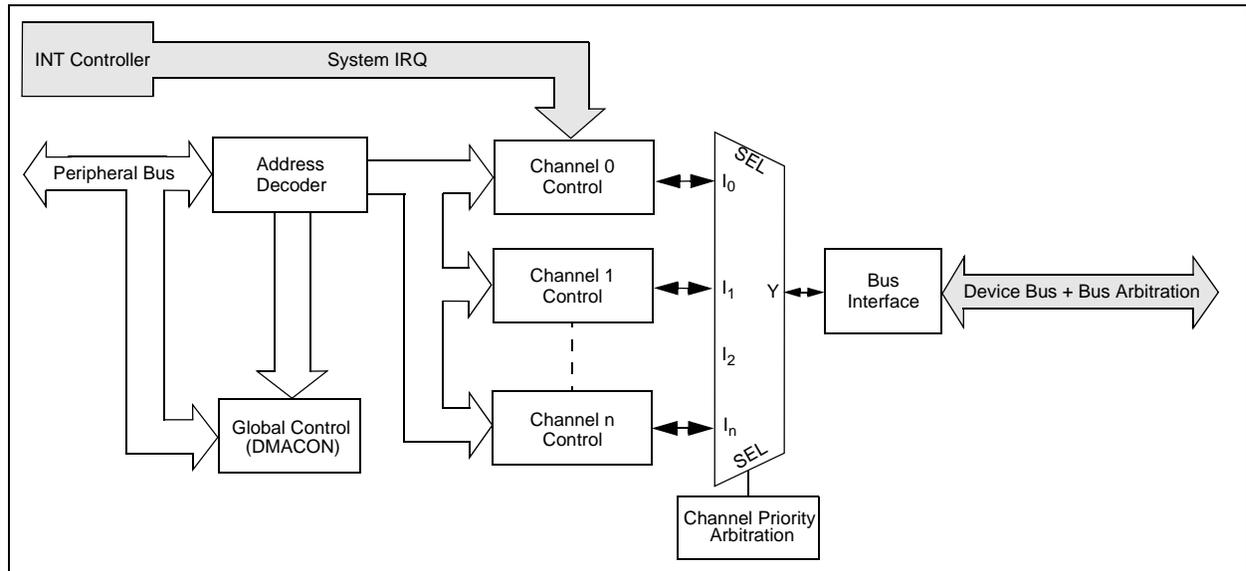 INT Controller
System IRQ
Peripheral Bus
Address
Decoder
Channel 0
Control
SEL
I0
Channel 1
Control
I1
Y
Bus
Interface
Device Bus + Bus Arbitration
I2
Global Control
(DMACON)
Channel n
Control
In
SEL
Channel Priority
Arbitration